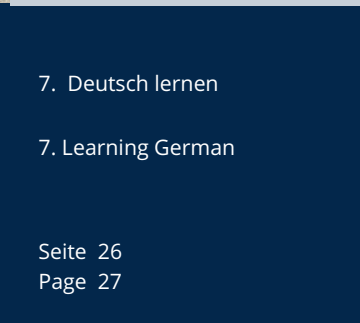 7. Deutsch lernen
7. Learning German
Seite 26
Page 27